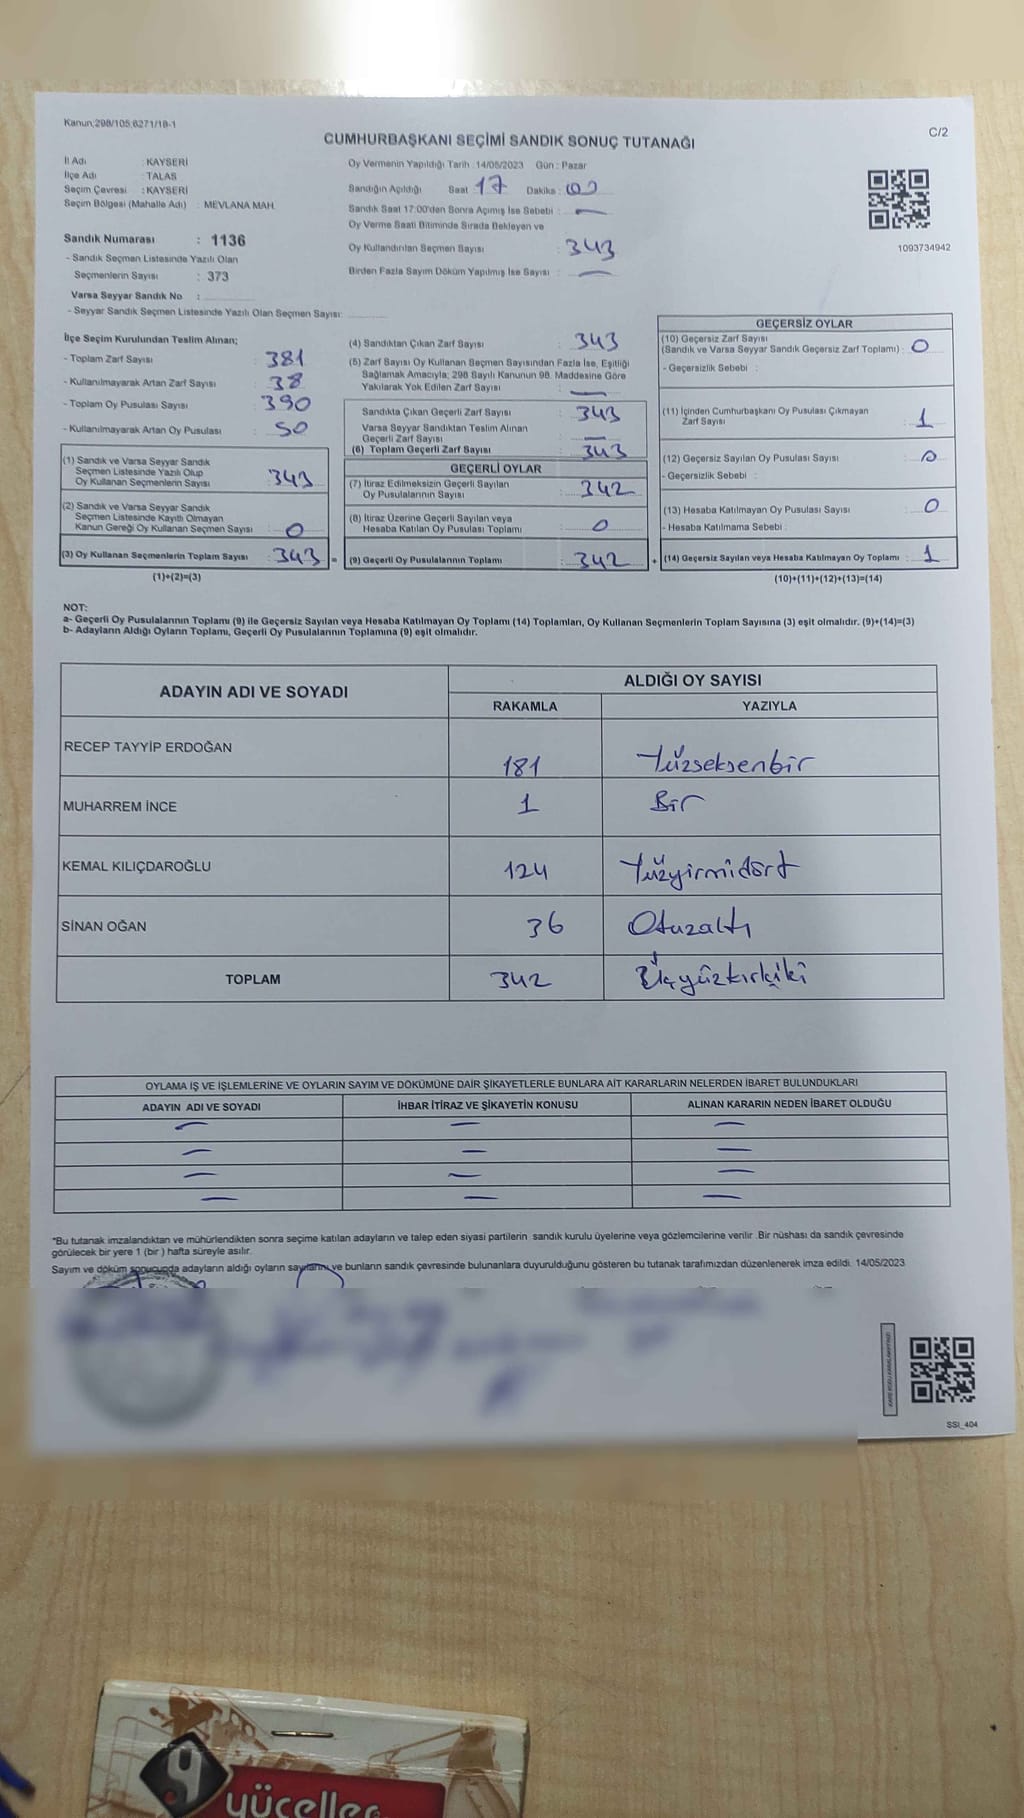 Kanun:298/105,6271/18-1
C/2
CUMHURBAŞKANI SEÇİMİ SANDIK SONUÇ TUTANAĞI
İl Adı : KAYSERİ
İlçe Adı : TALAS
Seçim Çevresi : KAYSERİ
Seçim Bölgesi (Mahalle Adı) : MEVLANA MAH.
Sandık Numarası : 1136
- Sandık Seçmen Listesinde Yazılı Olan
Seçmenlerin Sayısı : 373
Varsa Seyyar Sandık No :
- Seyyar Sandık Seçmen Listesinde Yazılı Olan Seçmen Sayısı:
Oy Vermenin Yapıldığı Tarih : 14/05/2023 Gün : Pazar
Sandığın Açıldığı Saat : 17 Dakika : 00
Sandık Saat 17:00'den Sonra Açımış İse Sebebi : —
Oy Verme Saati Bitiminde Sırada Bekleyen ve
Oy Kullandırılan Seçmen Sayısı : 343
Birden Fazla Sayım Döküm Yapılmış İse Sayısı : —
1093734942
İlçe Seçim Kurulundan Teslim Alınan;
- Toplam Zarf Sayısı : 381
- Kullanılmayarak Artan Zarf Sayısı : 38
- Toplam Oy Pusulası Sayısı : 390
- Kullanılmayarak Artan Oy Pusulası : 50
(1) Sandık ve Varsa Seyyar Sandık
Seçmen Listesinde Yazılı Olup
Oy Kullanan Seçmenlerin Sayısı : 343
(2) Sandık ve Varsa Seyyar Sandık
Seçmen Listesinde Kayıtlı Olmayan
Kanun Gereği Oy Kullanan Seçmen Sayısı : 0
(3) Oy Kullanan Seçmenlerin Toplam Sayısı : 343 =
(1)+(2)=(3)
(4) Sandıktan Çıkan Zarf Sayısı : 343
(5) Zarf Sayısı Oy Kullanan Seçmen Sayısından Fazla İse, Eşitliği
Sağlamak Amacıyla; 298 Sayılı Kanunun 98. Maddesine Göre
Yakılarak Yok Edilen Zarf Sayısı : —
Sandıkta Çıkan Geçerli Zarf Sayısı : 343
Varsa Seyyar Sandıktan Teslim Alınan
Geçerli Zarf Sayısı : —
(6) Toplam Geçerli Zarf Sayısı : 343
GEÇERLİ OYLAR
(7) İtiraz Edilmeksizin Geçerli Sayılan
Oy Pusulalarının Sayısı : 342
(8) İtiraz Üzerine Geçerli Sayılan veya
Hesaba Katılan Oy Pusulası Toplamı : 0
(9) Geçerli Oy Pusulalarının Toplamı : 342 +
GEÇERSİZ OYLAR
(10) Geçersiz Zarf Sayısı
(Sandık ve Varsa Seyyar Sandık Geçersiz Zarf Toplamı) : 0
- Geçersizlik Sebebi :
(11) İçinden Cumhurbaşkanı Oy Pusulası Çıkmayan
Zarf Sayısı : 1
(12) Geçersiz Sayılan Oy Pusulası Sayısı : 0
- Geçersizlik Sebebi :
(13) Hesaba Katılmayan Oy Pusulası Sayısı : 0
- Hesaba Katılmama Sebebi :
(14) Geçersiz Sayılan veya Hesaba Katılmayan Oy Toplamı : 1
(10)+(11)+(12)+(13)=(14)
NOT:
a- Geçerli Oy Pusulalarının Toplamı (9) ile Geçersiz Sayılan veya Hesaba Katılmayan Oy Toplamı (14) Toplamları, Oy Kullanan Seçmenlerin Toplam Sayısına (3) eşit olmalıdır. (9)+(14)=(3)
b- Adayların Aldığı Oyların Toplamı, Geçerli Oy Pusulalarının Toplamına (9) eşit olmalıdır.
ADAYIN ADI VE SOYADI ALDIĞI OY SAYISI
RAKAMLA YAZIYLA
RECEP TAYYİP ERDOĞAN 181 Yüzseksenbir
MUHARREM İNCE 1 Bir
KEMAL KILIÇDAROĞLU 124 Yüzyirmidört
SİNAN OĞAN 36 Otuzaltı
TOPLAM 342 Üçyüzkırkiki
OYLAMA İŞ VE İŞLEMLERİNE VE OYLARIN SAYIM VE DÖKÜMÜNE DAİR ŞİKAYETLERLE BUNLARA AİT KARARLARIN NELERDEN İBARET BULUNDUKLARI
ADAYIN ADI VE SOYADI İHBAR İTİRAZ VE ŞİKAYETİN KONUSU ALINAN KARARIN NEDEN İBARET OLDUĞU
— — —
— — —
— — —
— — —
*Bu tutanak imzalandıktan ve mühürlendikten sonra seçime katılan adayların ve talep eden siyasi partilerin sandık kurulu üyelerine veya gözlemcilerine verilir. Bir nüshası da sandık çevresinde
görülecek bir yere 1 (bir ) hafta süreyle asılır.
Sayım ve döküm sonucunda adayların aldığı oyların sayılarını ve bunların sandık çevresinde bulunanlara duyurulduğunu gösteren bu tutanak tarafımızdan düzenlenerek imza edildi. 14/05/2023
SSI_404
yüceller